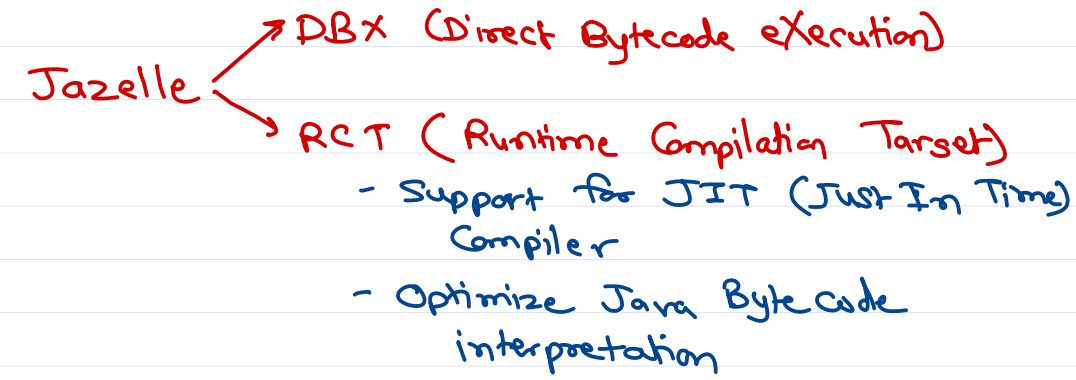 DBX (Direct Bytecode eXecution)
Jazelle
RCT (Runtime Compilation Target)
- Support for JIT (Just In Time)
Compiler
- Optimize Java Bytecode
interpretation